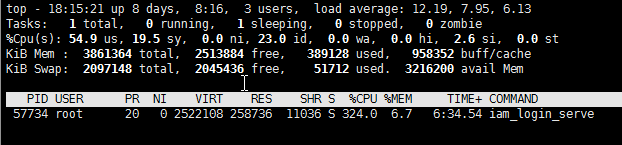 top - 18:15:21 up 8 days,  8:16,  3 users,  load average: 12.19, 7.95, 6.13
Tasks:   1 total,   0 running,   1 sleeping,   0 stopped,   0 zombie
%Cpu(s): 54.9 us, 19.5 sy,  0.0 ni, 23.0 id,  0.0 wa,  0.0 hi,  2.6 si,  0.0 st
KiB Mem :  3861364 total,  2513884 free,   389128 used,   958352 buff/cache
KiB Swap:  2097148 total,  2045436 free,    51712 used.  3216200 avail Mem
PID USER      PR  NI    VIRT    RES    SHR S  %CPU %MEM     TIME+ COMMAND
57734 root      20   0 2522108 258736  11036 S 324.0  6.7   6:34.54 iam_login_serve